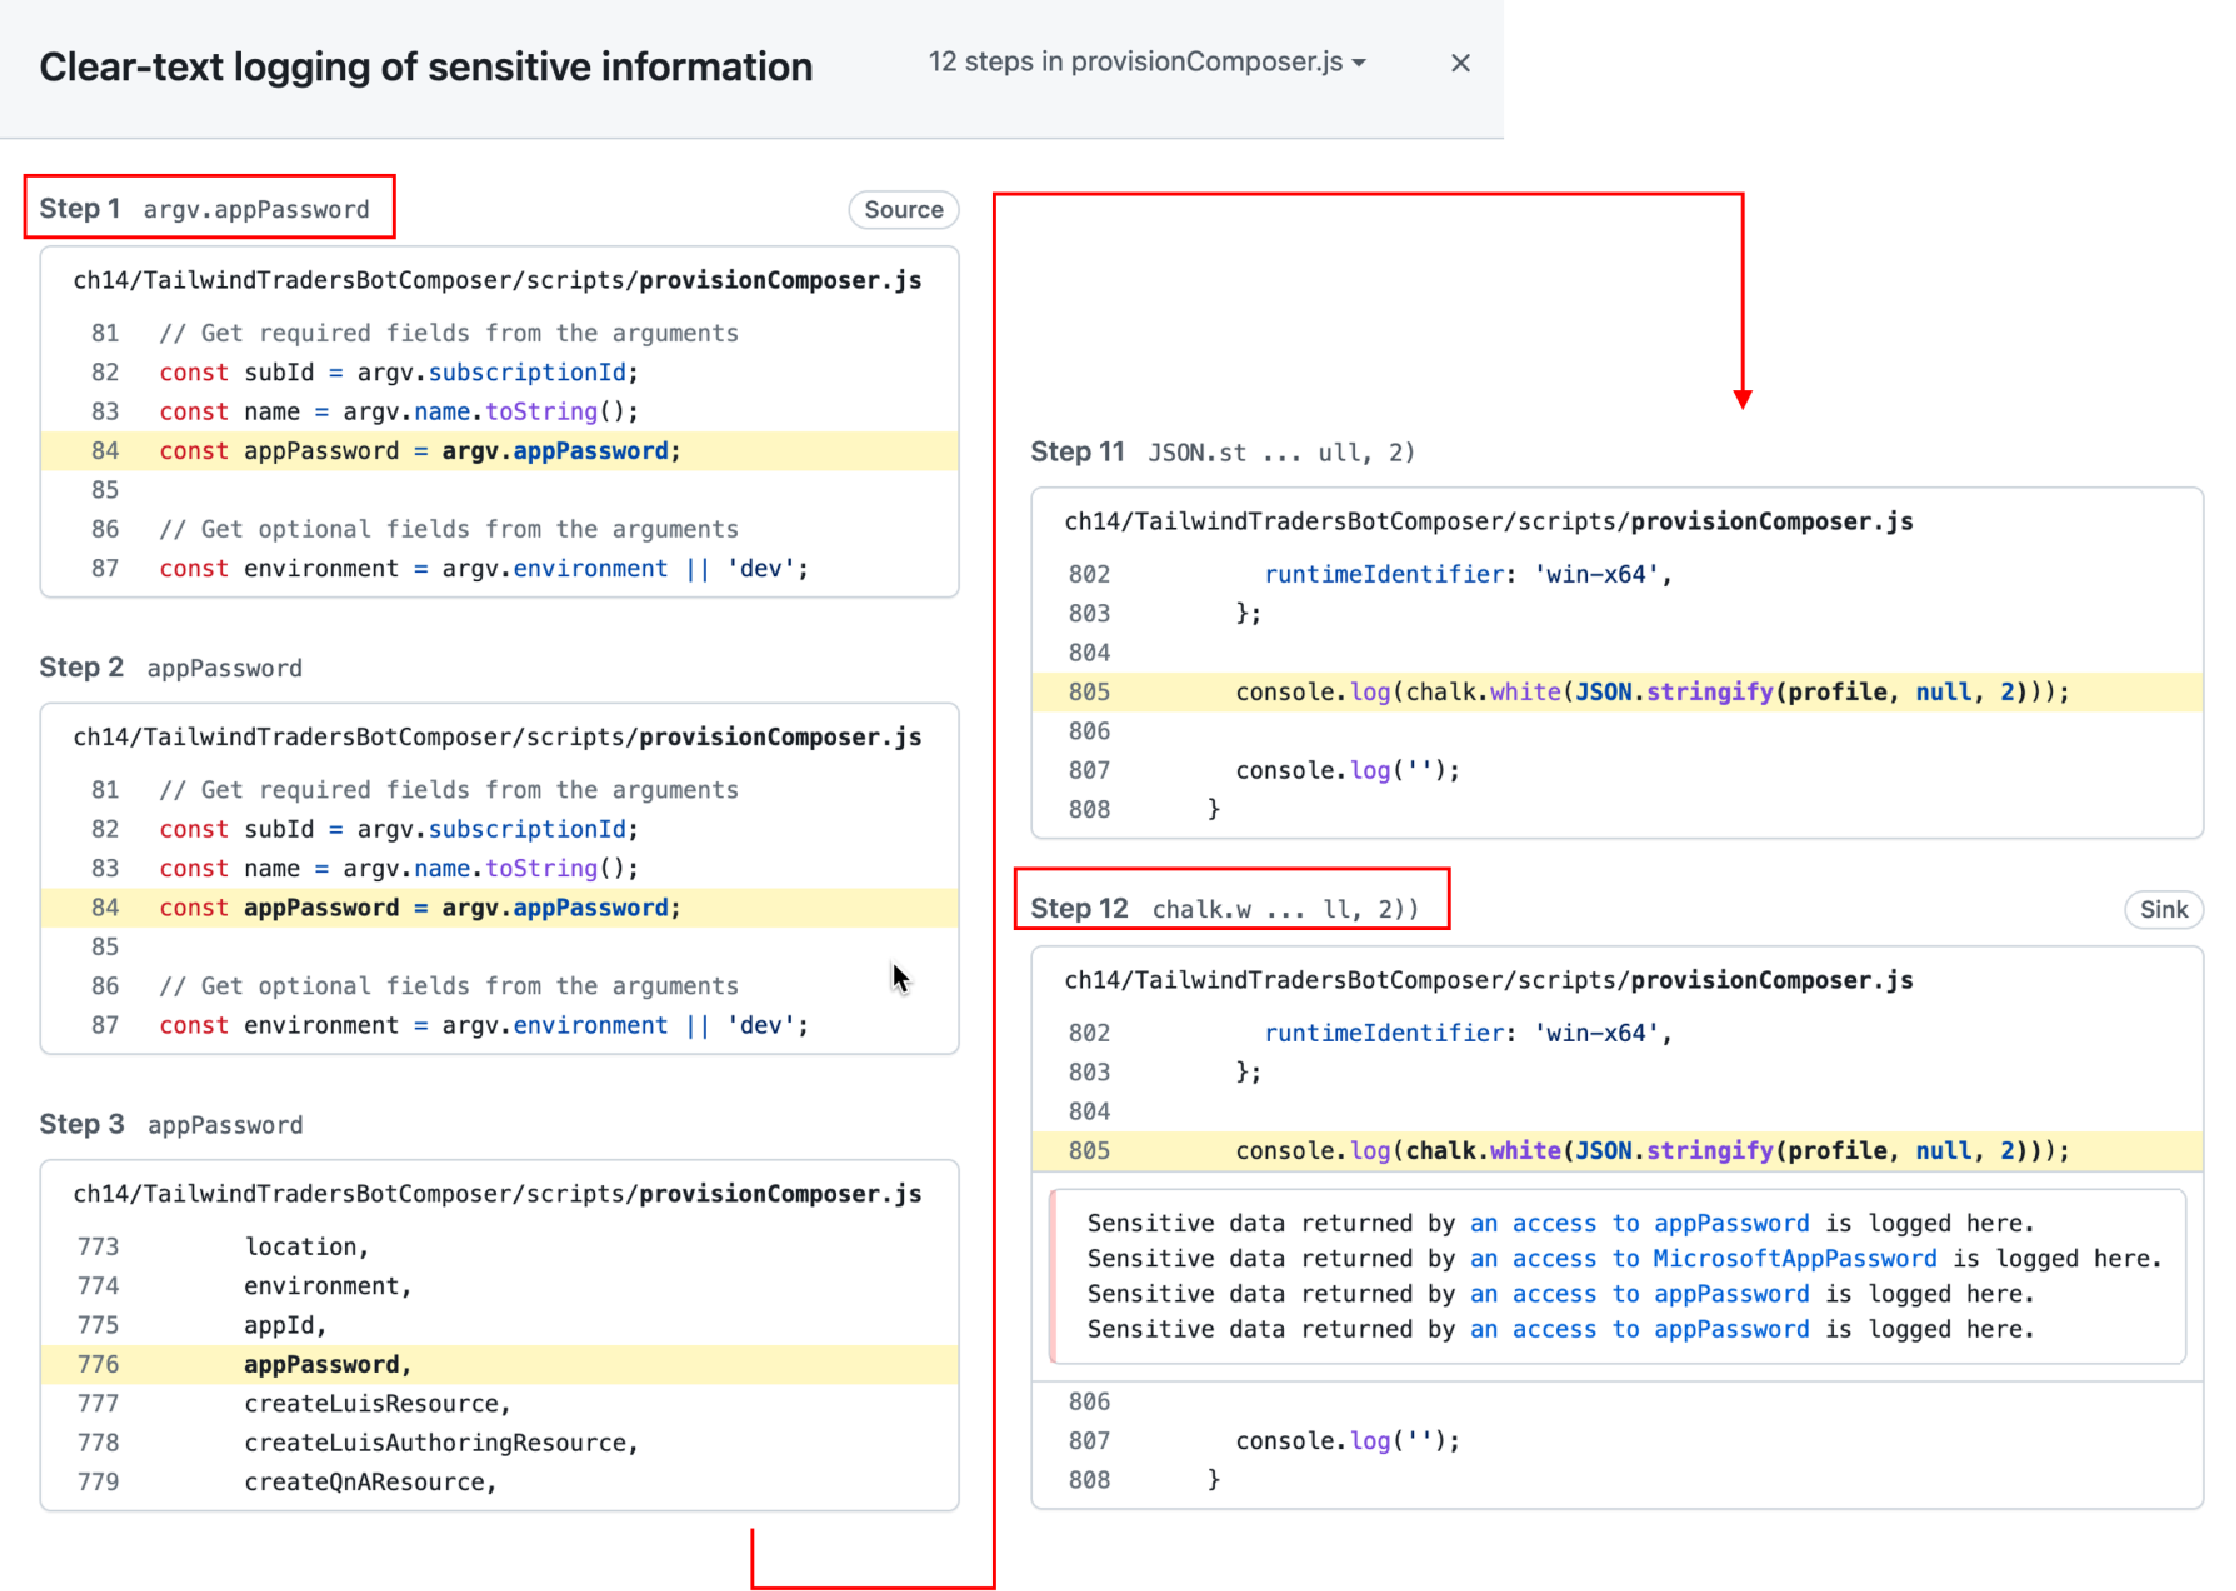 Clear-text logging of sensitive information
12 steps in provisionComposer.js
Step 1 argv.appPassword
Source
ch14/TailwindTradersBotComposer/scripts/provisionComposer.js
81 // Get required fields from the arguments
82 const subId = argv.subscriptionId;
83 const name = argv.name.toString();
84 const appPassword = argv.appPassword;
85
86 // Get optional fields from the arguments
87 const environment = argv.environment || 'dev';
Step 2 appPassword
ch14/TailwindTradersBotComposer/scripts/provisionComposer.js
81 // Get required fields from the arguments
82 const subId = argv.subscriptionId;
83 const name = argv.name.toString();
84 const appPassword = argv.appPassword;
85
86 // Get optional fields from the arguments
87 const environment = argv.environment || 'dev';
Step 3 appPassword
ch14/TailwindTradersBotComposer/scripts/provisionComposer.js
773 location,
774 environment,
775 appId,
776 appPassword,
777 createLuisResource,
778 createLuisAuthoringResource,
779 createQnAResource,
Step 11 JSON.st ... ull, 2)
ch14/TailwindTradersBotComposer/scripts/provisionComposer.js
802 runtimeIdentifier: 'win-x64',
803 };
804
805 console.log(chalk.white(JSON.stringify(profile, null, 2)));
806
807 console.log('');
808 }
Step 12 chalk.w ... ll, 2))
Sink
ch14/TailwindTradersBotComposer/scripts/provisionComposer.js
802 runtimeIdentifier: 'win-x64',
803 };
804
805 console.log(chalk.white(JSON.stringify(profile, null, 2)));
Sensitive data returned by an access to appPassword is logged here.
Sensitive data returned by an access to MicrosoftAppPassword is logged here.
Sensitive data returned by an access to appPassword is logged here.
Sensitive data returned by an access to appPassword is logged here.
806
807 console.log('');
808 }